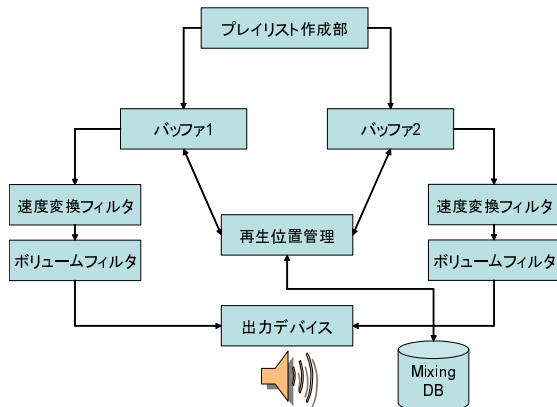 プレイリスト作成部
バッファ1
バッファ2
速度変換フィルタ
速度変換フィルタ
再生位置管理
ボリュームフィルタ
ボリュームフィルタ
出力デバイス
Mixing
DB